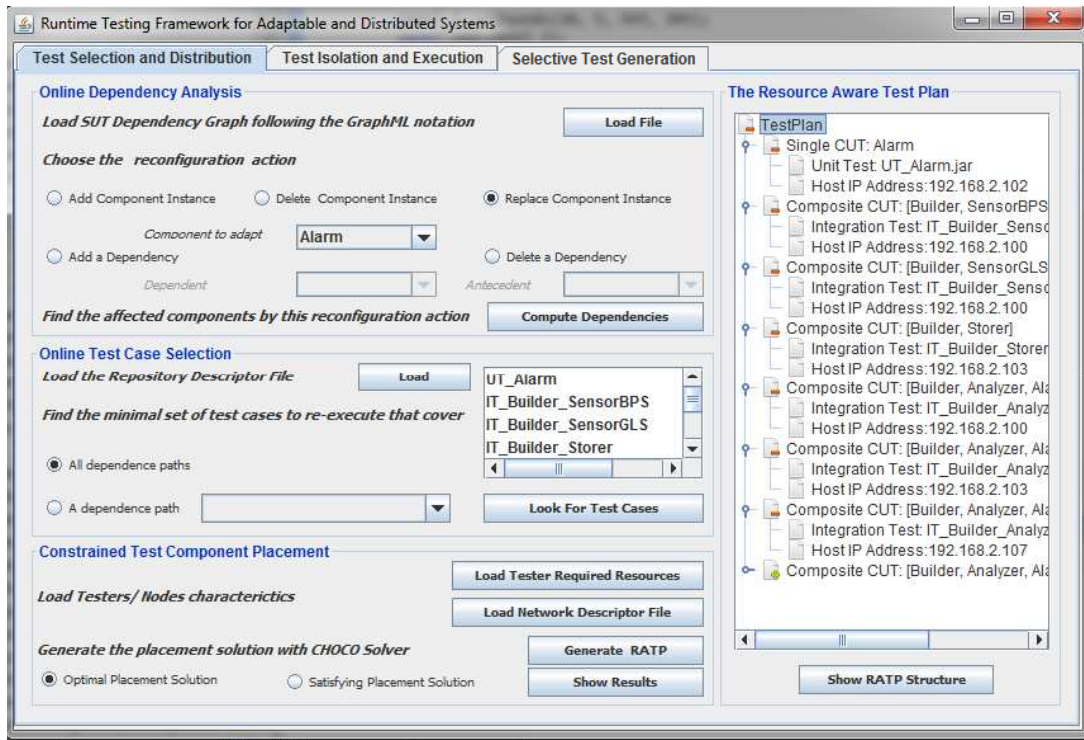 Runtime Testing Framework for Adaptable and Distributed Systems
Test Selection and Distribution
Test Isolation and Execution
Selective Test Generation
Online Dependency Analysis
Load SUT Dependency Graph following the GraphML notation
Load File
Choose the reconfiguration action
Add Component Instance
Delete Component Instance
Replace Component Instance
Component to adapt
Alarm
Add a Dependency
Delete a Dependency
Dependent
Antecedent
Find the affected components by this reconfiguration action
Compute Dependencies
Online Test Case Selection
Load the Repository Descriptor File
Load
UT_Alarm
IT_Builder_SensorBPS
IT_Builder_SensorGLS
IT_Builder_Storer
Find the minimal set of test cases to re-execute that cover
All dependence paths
A dependence path
Look For Test Cases
Constrained Test Component Placement
Load Tester Required Resources
Load Testers/ Nodes characterictics
Load Network Descriptor File
Generate the placement solution with CHOCO Solver
Generate RATP
Optimal Placement Solution
Satisfying Placement Solution
Show Results
The Resource Aware Test Plan
TestPlan
Single CUT: Alarm
Unit Test: UT_Alarm.jar
Host IP Address:192.168.2.102
Composite CUT: [Builder, SensorBPS
Integration Test: IT_Builder_Senso
Host IP Address:192.168.2.100
Composite CUT: [Builder, SensorGLS
Integration Test: IT_Builder_Senso
Host IP Address:192.168.2.100
Composite CUT: [Builder, Storer]
Integration Test: IT_Builder_Storer
Host IP Address:192.168.2.103
Composite CUT: [Builder, Analyzer, Ala
Integration Test: IT_Builder_Analyz
Host IP Address:192.168.2.100
Composite CUT: [Builder, Analyzer, Ala
Integration Test: IT_Builder_Analyz
Host IP Address:192.168.2.103
Composite CUT: [Builder, Analyzer, Ala
Integration Test: IT_Builder_Analyz
Host IP Address:192.168.2.107
Composite CUT: [Builder, Analyzer, Ala
Show RATP Structure